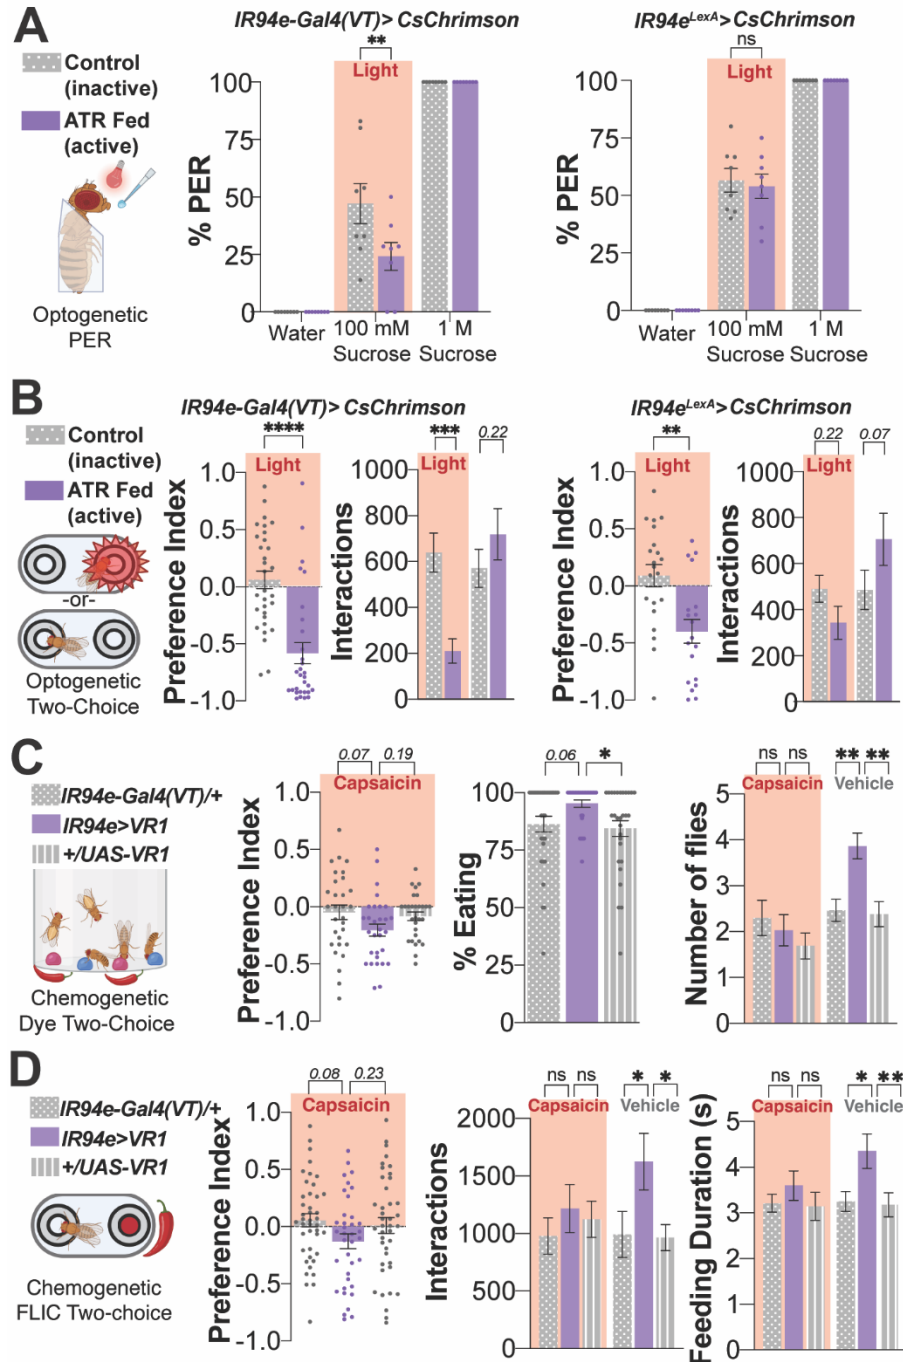 A
IR94e-Gal4(VT)> CsChrimson
IR94e^LexA>CsChrimson
Control
(inactive)
ATR Fed
(active)
Optogenetic
PER
**
Light
% PER
100
75
50
25
0
Water
100 mM
Sucrose
1 M
Sucrose
ns
Light
% PER
100
75
50
25
0
Water
100 mM
Sucrose
1 M
Sucrose
B
IR94e-Gal4(VT)> CsChrimson
IR94e^LexA>CsChrimson
Control
(inactive)
ATR Fed
(active)
-or-
Optogenetic
Two-Choice
****
Light
Preference Index
1.0
0.5
0.0
-0.5
-1.0
***
0.22
Light
Interactions
1000
800
600
400
200
0
**
Light
Preference Index
1.0
0.5
0.0
-0.5
-1.0
0.22
0.07
Light
Interactions
1000
800
600
400
200
0
C
IR94e-Gal4(VT)/+
IR94e>VR1
+/UAS-VR1
Chemogenetic
Dye Two-Choice
0.07
0.19
Capsaicin
Preference Index
1.0
0.5
0.0
-0.5
-1.0
0.06
*
% Eating
100
75
50
25
0
ns
ns
**
**
Capsaicin
Vehicle
Number of flies
5
4
3
2
1
0
D
IR94e-Gal4(VT)/+
IR94e>VR1
+/UAS-VR1
Chemogenetic
FLIC Two-choice
0.08
0.23
Capsaicin
Preference Index
1.0
0.5
0.0
-0.5
-1.0
ns
ns
*
*
Capsaicin
Vehicle
Interactions
2000
1500
1000
500
0
ns
ns
*
**
Capsaicin
Vehicle
Feeding Duration (s)
5
4
3
2
1
0